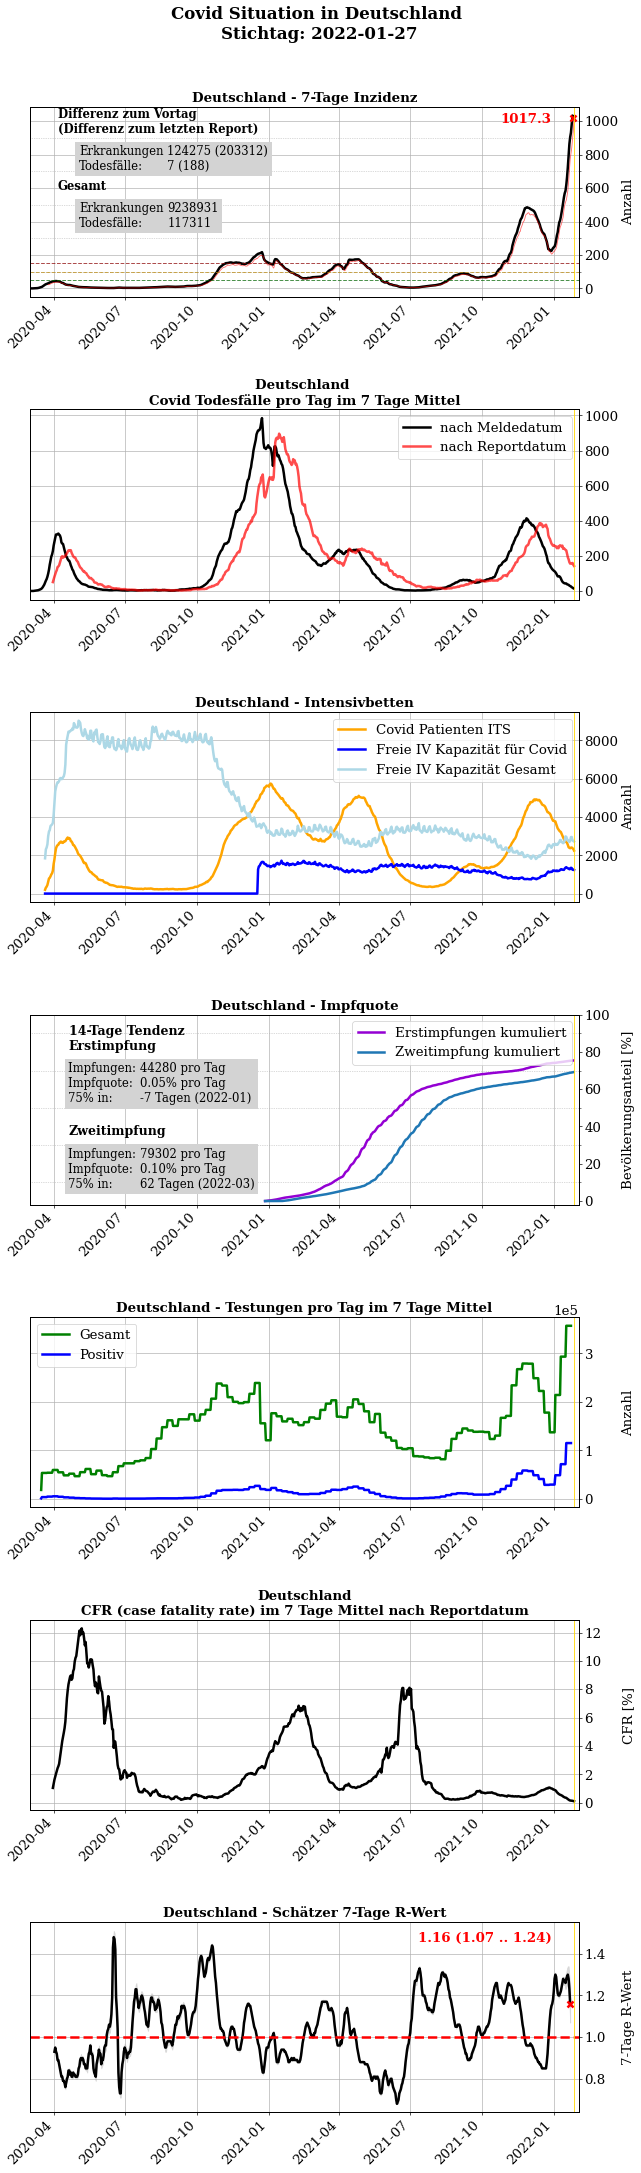 Covid Situation in Deutschland
Stichtag: 2022-01-27
Deutschland - 7-Tage Inzidenz
Differenz zum Vortag
(Differenz zum letzten Report)
Erkrankungen 124275 (203312)
Todesfälle: 7 (188)
Gesamt
Erkrankungen 9238931
Todesfälle: 117311
1017.3
1000
800
600
400
200
0
Anzahl
2020-04 2020-07 2020-10 2021-01 2021-04 2021-07 2021-10 2022-01
Deutschland
Covid Todesfälle pro Tag im 7 Tage Mittel
nach Meldedatum
nach Reportdatum
1000
800
600
400
200
0
2020-04 2020-07 2020-10 2021-01 2021-04 2021-07 2021-10 2022-01
Deutschland - Intensivbetten
Covid Patienten ITS
Freie IV Kapazität für Covid
Freie IV Kapazität Gesamt
8000
6000
4000
2000
0
Anzahl
2020-04 2020-07 2020-10 2021-01 2021-04 2021-07 2021-10 2022-01
Deutschland - Impfquote
14-Tage Tendenz
Erstimpfung
Impfungen: 44280 pro Tag
Impfquote: 0.05% pro Tag
75% in: -7 Tagen (2022-01)
Zweitimpfung
Impfungen: 79302 pro Tag
Impfquote: 0.10% pro Tag
75% in: 62 Tagen (2022-03)
Erstimpfungen kumuliert
Zweitimpfung kumuliert
100
80
60
40
20
0
Bevölkerungsanteil [%]
2020-04 2020-07 2020-10 2021-01 2021-04 2021-07 2021-10 2022-01
Deutschland - Testungen pro Tag im 7 Tage Mittel
1e5
Gesamt
Positiv
3
2
1
0
Anzahl
2020-04 2020-07 2020-10 2021-01 2021-04 2021-07 2021-10 2022-01
Deutschland
CFR (case fatality rate) im 7 Tage Mittel nach Reportdatum
12
10
8
6
4
2
0
CFR [%]
2020-04 2020-07 2020-10 2021-01 2021-04 2021-07 2021-10 2022-01
Deutschland - Schätzer 7-Tage R-Wert
1.16 (1.07 .. 1.24)
1.4
1.2
1.0
0.8
7-Tage R-Wert
2020-04 2020-07 2020-10 2021-01 2021-04 2021-07 2021-10 2022-01